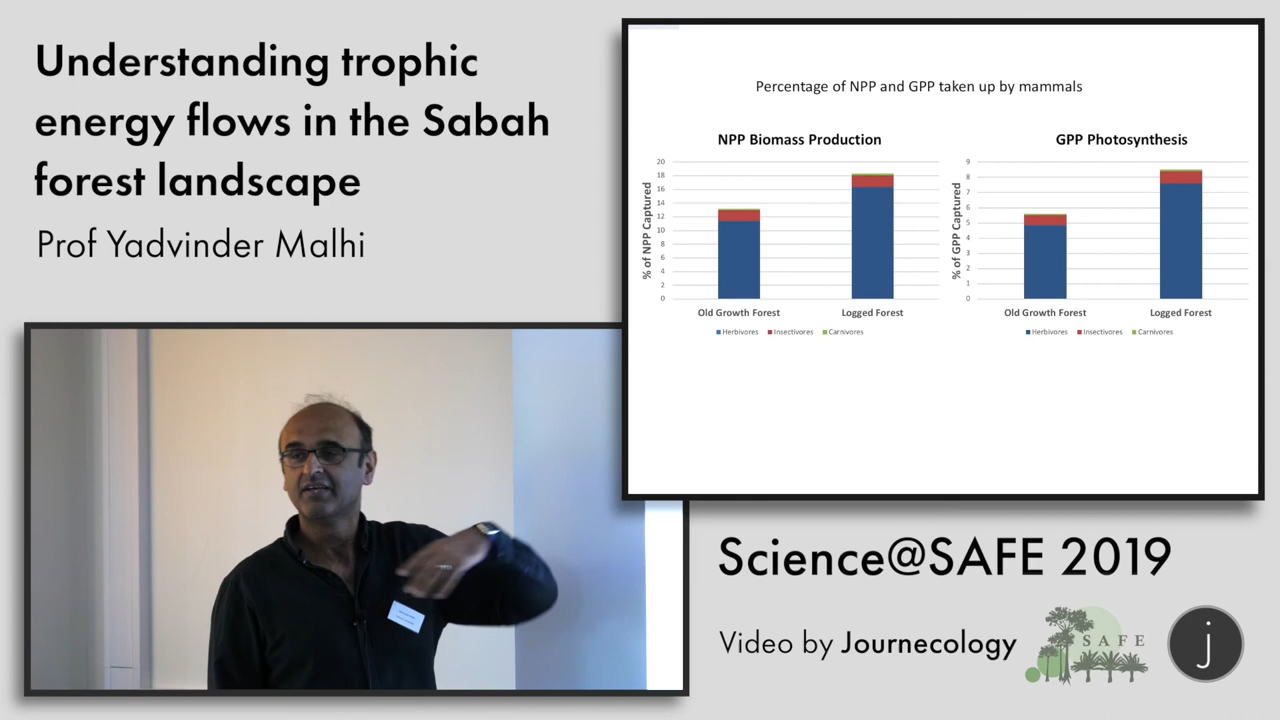 Understanding trophic
energy flows in the Sabah
forest landscape
Prof Yadvinder Malhi
Percentage of NPP and GPP taken up by mammals
NPP Biomass Production
% of NPP Captured
20
18
16
14
12
10
8
6
4
2
0
Old Growth Forest
Logged Forest
Herbivores Insectivores Carnivores
GPP Photosynthesis
% of GPP Captured
9
8
7
6
5
4
3
2
1
0
Old Growth Forest
Logged Forest
Herbivores Insectivores Carnivores
Science@SAFE 2019
Video by Journecology
SAFE
j